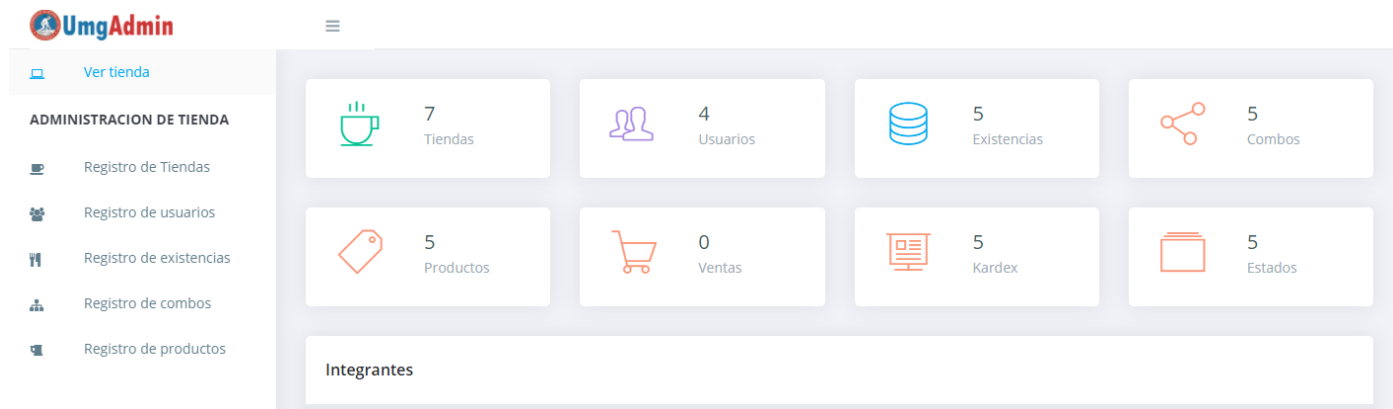 UmgAdmin
Ver tienda
ADMINISTRACION DE TIENDA
Registro de Tiendas
Registro de usuarios
Registro de existencias
Registro de combos
Registro de productos
7
Tiendas
4
Usuarios
5
Existencias
5
Combos
5
Productos
0
Ventas
5
Kardex
5
Estados
Integrantes